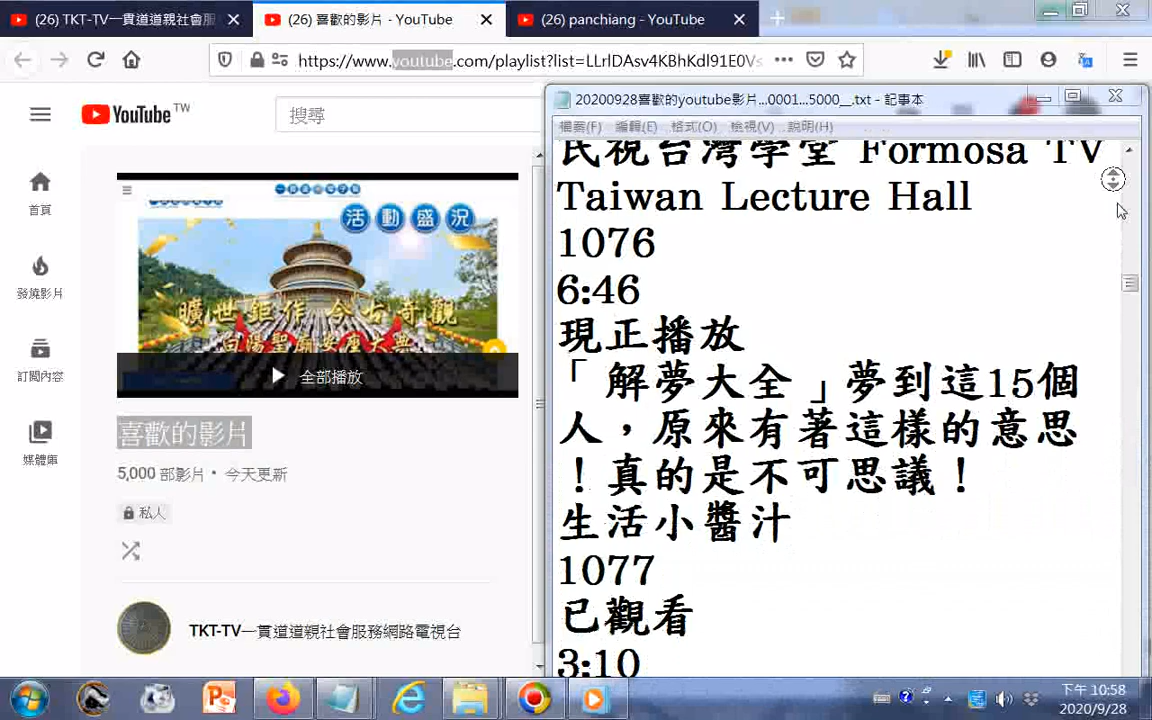 (26) TKT-TV一貫道道親社會服
(26) 喜歡的影片 - YouTube
(26) panchiang - YouTube
https://www.youtube.com/playlist?list=LLrlDAsv4KBhKdl91E0Vs
YouTube TW
搜尋
首頁
發燒影片
訂閱內容
媒體庫
活動盛況
曠世鉅作 今古奇觀
全部播放
喜歡的影片
5,000 部影片・今天更新
私人
TKT-TV一貫道道親社會服務網路電視台
20200928喜歡的youtube影片...0001...5000__.txt - 記事本
檔案(F) 編輯(E) 格式(O) 檢視(V) 說明(H)
民視台灣學堂 Formosa TV
Taiwan Lecture Hall
1076
6:46
現正播放
「解夢大全」夢到這15個
人，原來有著這樣的意思
！真的是不可思議！
生活小醬汁
1077
已觀看
3:10
下午 10:58
2020/9/28